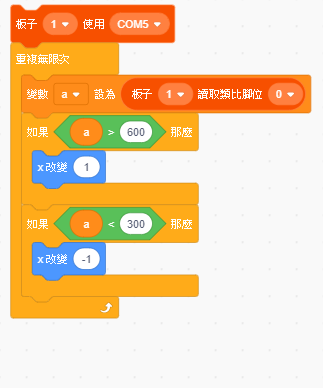 板子 1 使用 COM5
重複無限次
變數 a 設為 板子 1 讀取類比腳位 0
如果 a > 600 那麼
x改變 1
如果 a < 300 那麼
x改變 -1